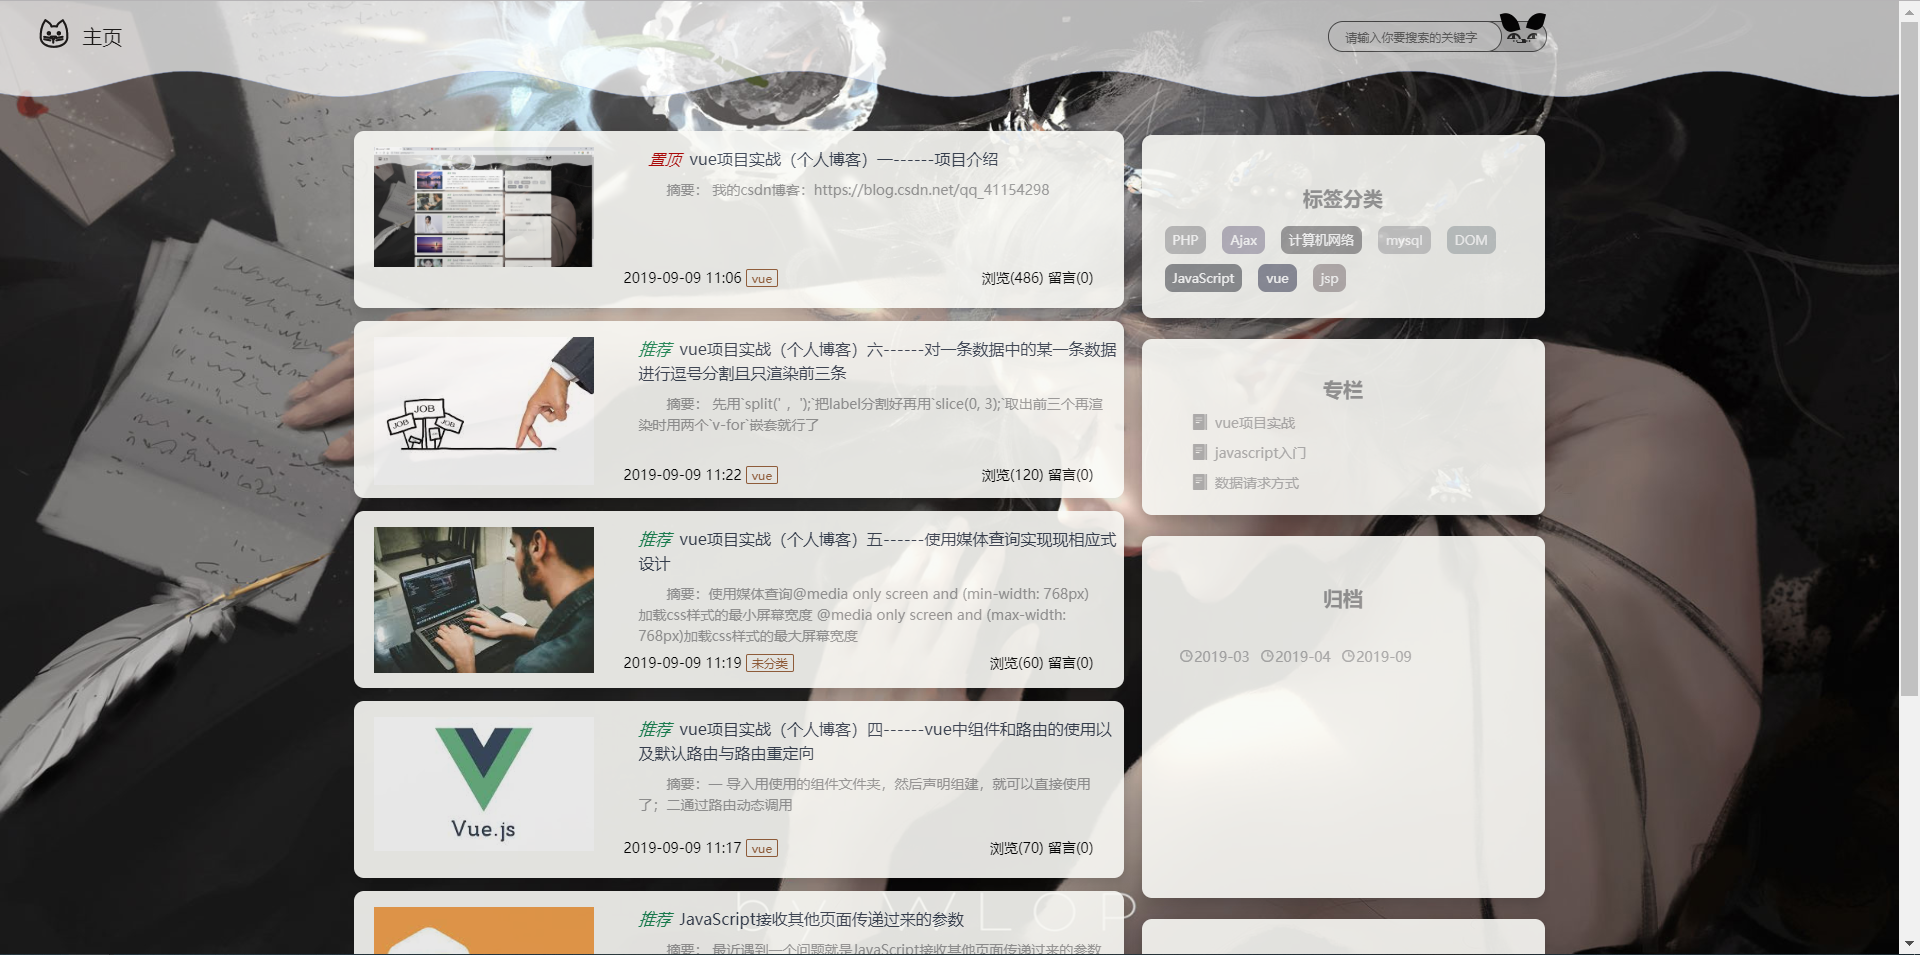 主页
请输入你要搜索的关键字
置顶 vue项目实战（个人博客）一------项目介绍
摘要： 我的csdn博客：https://blog.csdn.net/qq_41154298
2019-09-09 11:06 vue 浏览(486) 留言(0)
推荐 vue项目实战（个人博客）六------对一条数据中的某一条数据
进行逗号分割且只渲染前三条
摘要： 先用`split(' ，');`把label分割好再用`slice(0, 3);`取出前三个再渲
染时用两个`v-for`嵌套就行了
JOB
JOB
JOB
2019-09-09 11:22 vue 浏览(120) 留言(0)
推荐 vue项目实战（个人博客）五------使用媒体查询实现现相应式
设计
摘要：使用媒体查询@media only screen and (min-width: 768px)
加载css样式的最小屏幕宽度 @media only screen and (max-width:
768px)加载css样式的最大屏幕宽度
2019-09-09 11:19 未分类 浏览(60) 留言(0)
推荐 vue项目实战（个人博客）四------vue中组件和路由的使用以
及默认路由与路由重定向
摘要：一 导入用使用的组件文件夹，然后声明组建，就可以直接使用
了；二通过路由动态调用
Vue.js
2019-09-09 11:17 vue 浏览(70) 留言(0)
推荐 JavaScript接收其他页面传递过来的参数
摘要： 最近遇到一个问题就是JavaScript接收其他页面传递过来的参数
by WLOP
标签分类
PHP Ajax 计算机网络 mysql DOM
JavaScript vue jsp
专栏
vue项目实战
javascript入门
数据请求方式
归档
2019-03 2019-04 2019-09